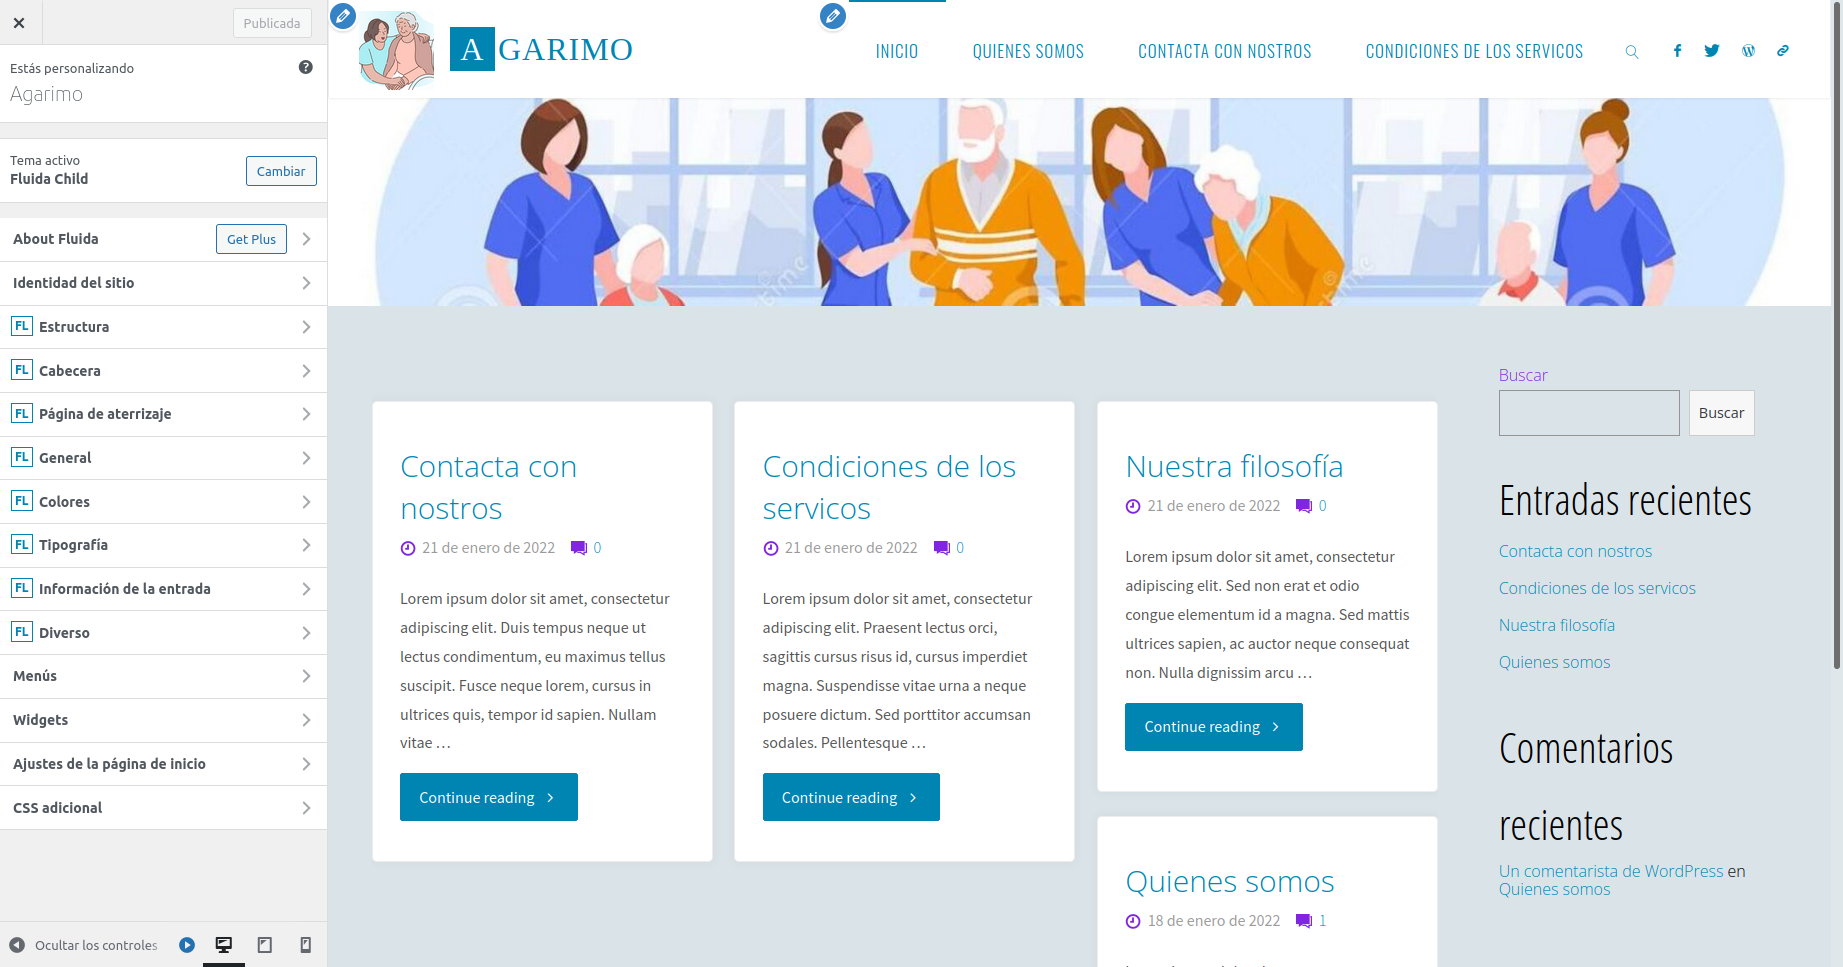 Publicada
Estás personalizando
Agarimo
Tema activo
Fluida Child
Cambiar
About Fluida
Get Plus
Identidad del sitio
FL Estructura
FL Cabecera
FL Página de aterrizaje
FL General
FL Colores
FL Tipografía
FL Información de la entrada
FL Diverso
Menús
Widgets
Ajustes de la página de inicio
CSS adicional
Ocultar los controles
AGARIMO
INICIO
QUIENES SOMOS
CONTACTA CON NOSTROS
CONDICIONES DE LOS SERVICOS
Contacta con
nostros
21 de enero de 2022 0
Lorem ipsum dolor sit amet, consectetur
adipiscing elit. Duis tempus neque ut
lectus condimentum, eu maximus tellus
suscipit. Fusce neque lorem, cursus in
ultrices quis, tempor id sapien. Nullam
vitae …
Continue reading
Condiciones de los
servicos
21 de enero de 2022 0
Lorem ipsum dolor sit amet, consectetur
adipiscing elit. Praesent lectus orci,
sagittis cursus risus id, cursus imperdiet
magna. Suspendisse vitae urna a neque
posuere dictum. Sed porttitor accumsan
sodales. Pellentesque …
Continue reading
Nuestra filosofía
21 de enero de 2022 0
Lorem ipsum dolor sit amet, consectetur
adipiscing elit. Sed non erat et odio
congue elementum id a magna. Sed mattis
ultrices sapien, ac auctor neque consequat
non. Nulla dignissim arcu …
Continue reading
Quienes somos
18 de enero de 2022 1
Buscar
Buscar
Entradas recientes
Contacta con nostros
Condiciones de los servicos
Nuestra filosofía
Quienes somos
Comentarios
recientes
Un comentarista de WordPress en
Quienes somos